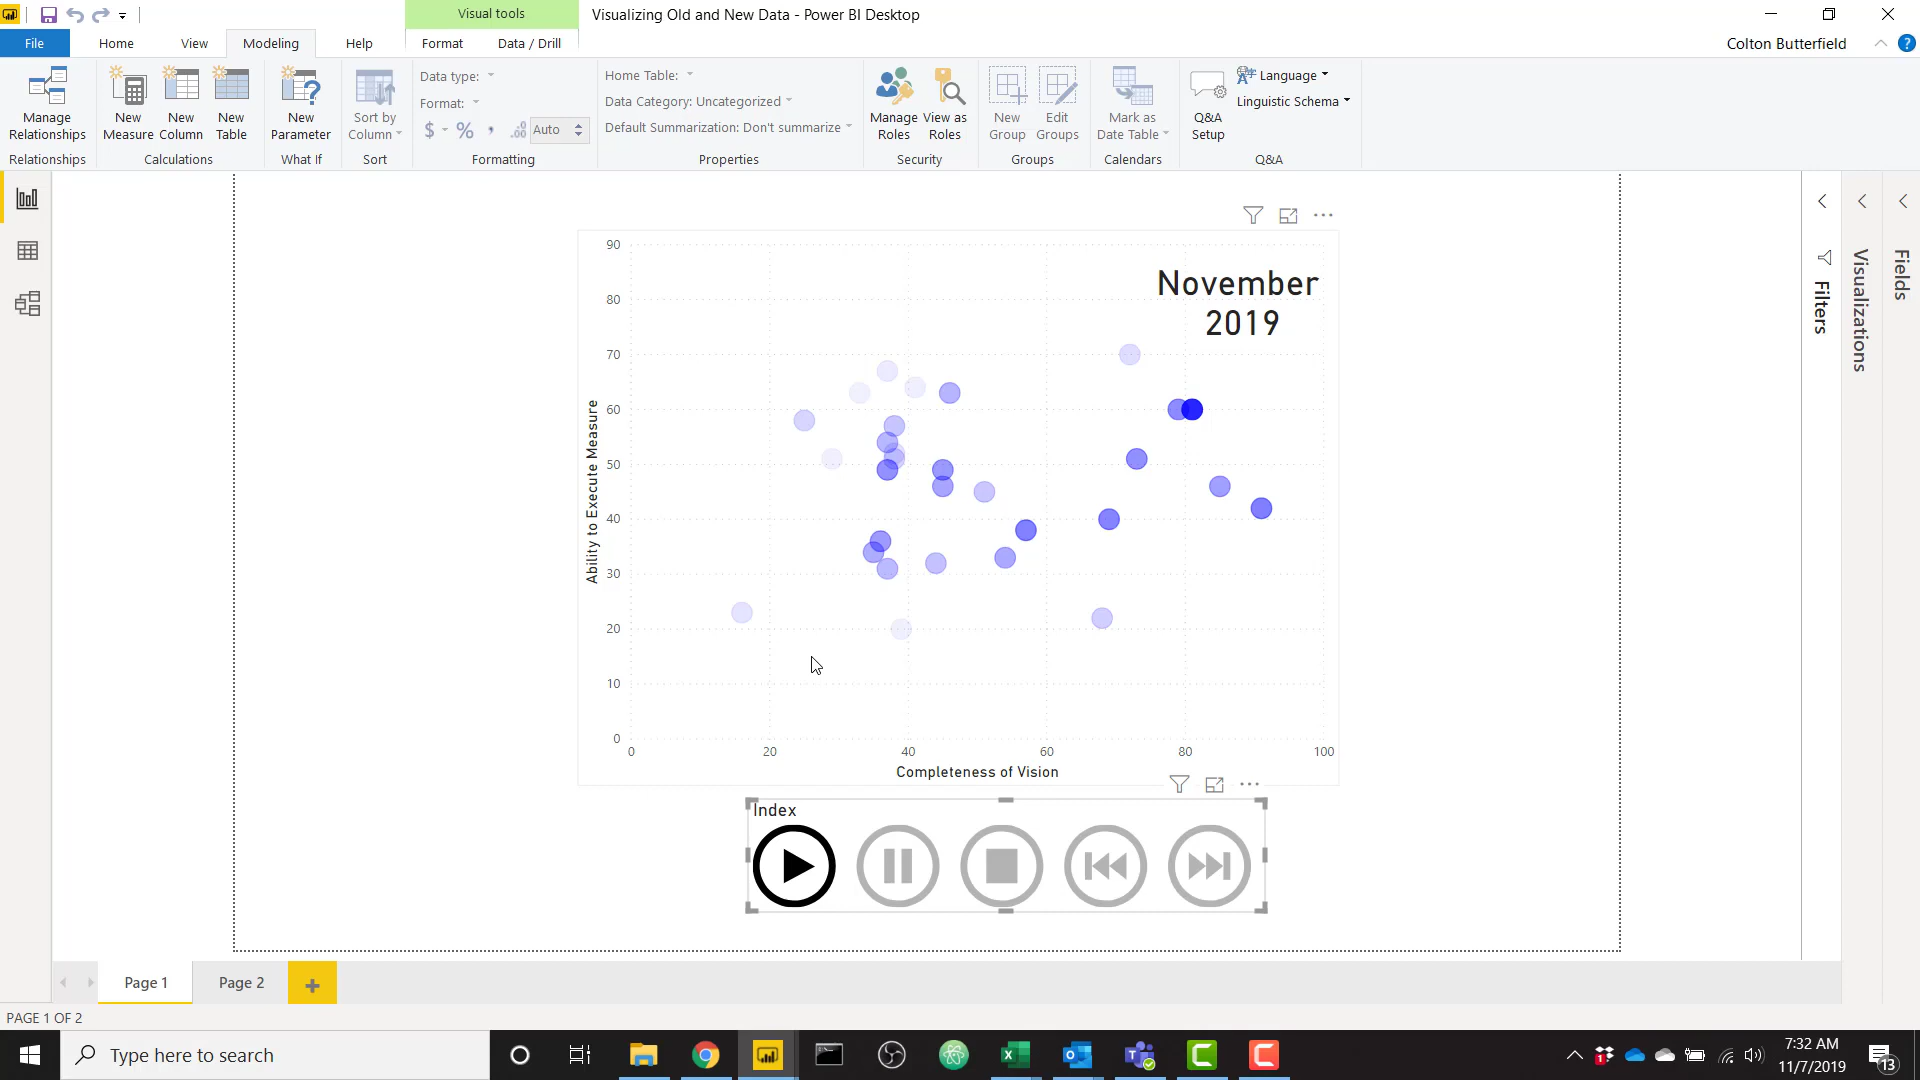 Visual tools
Visualizing Old and New Data - Power BI Desktop
File
Home
View
Modeling
Help
Format
Data / Drill
Colton Butterfield
?
Manage
Relationships
Relationships
New
Measure
New
Column
New
Table
Calculations
New
Parameter
What If
Sort by
Column
Sort
Data type:
Format:
$ % , .00 Auto
Formatting
Home Table:
Data Category: Uncategorized
Default Summarization: Don't summarize
Properties
Manage
Roles
View as
Roles
Security
New
Group
Edit
Groups
Groups
Mark as
Date Table
Calendars
Q&A
Setup
Language
Linguistic Schema
Q&A
Filters
Visualizations
Fields
November
2019
90
80
70
60
50
40
30
20
10
0
Ability to Execute Measure
0 20 40 60 80 100
Completeness of Vision
Index
Page 1
Page 2
+
PAGE 1 OF 2
Type here to search
7:32 AM
11/7/2019
13